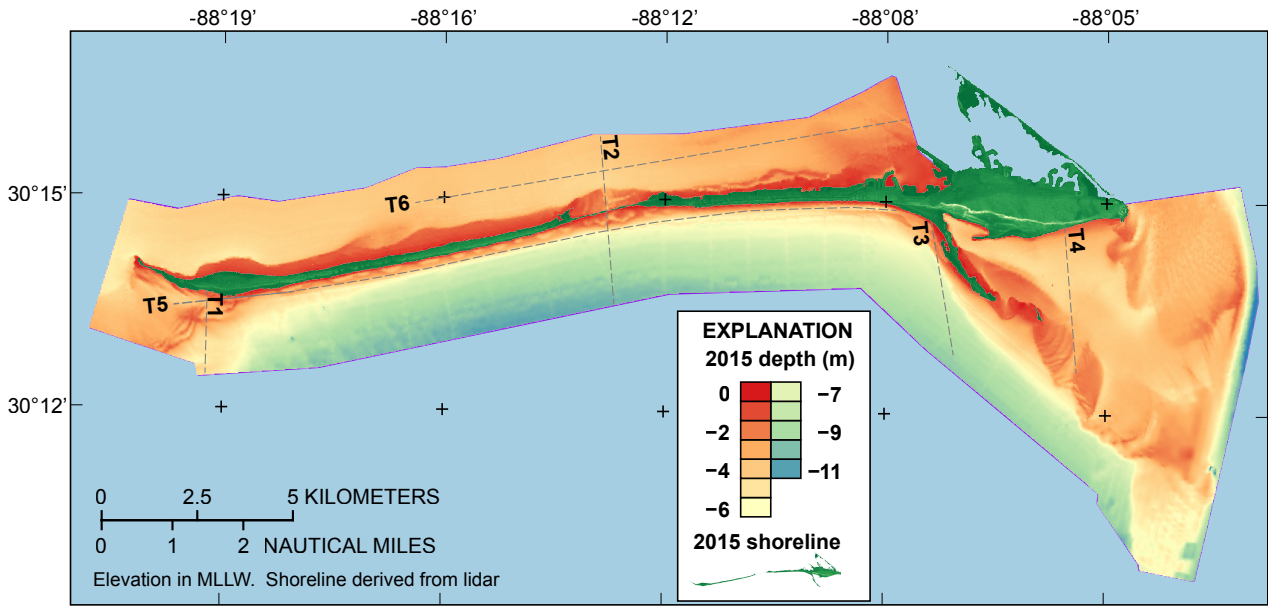 -88°19’ -88°16’ -88°12’ -88°08’ -88°05’
T2
30°15’
T6
T3
T4
T5
T1
EXPLANATION
2015 depth (m)
0 −7
−2 −9
−4 −11
−6
30°12’
0 2.5 5 KILOMETERS
0 1 2 NAUTICAL MILES
2015 shoreline
Elevation in MLLW. Shoreline derived from lidar